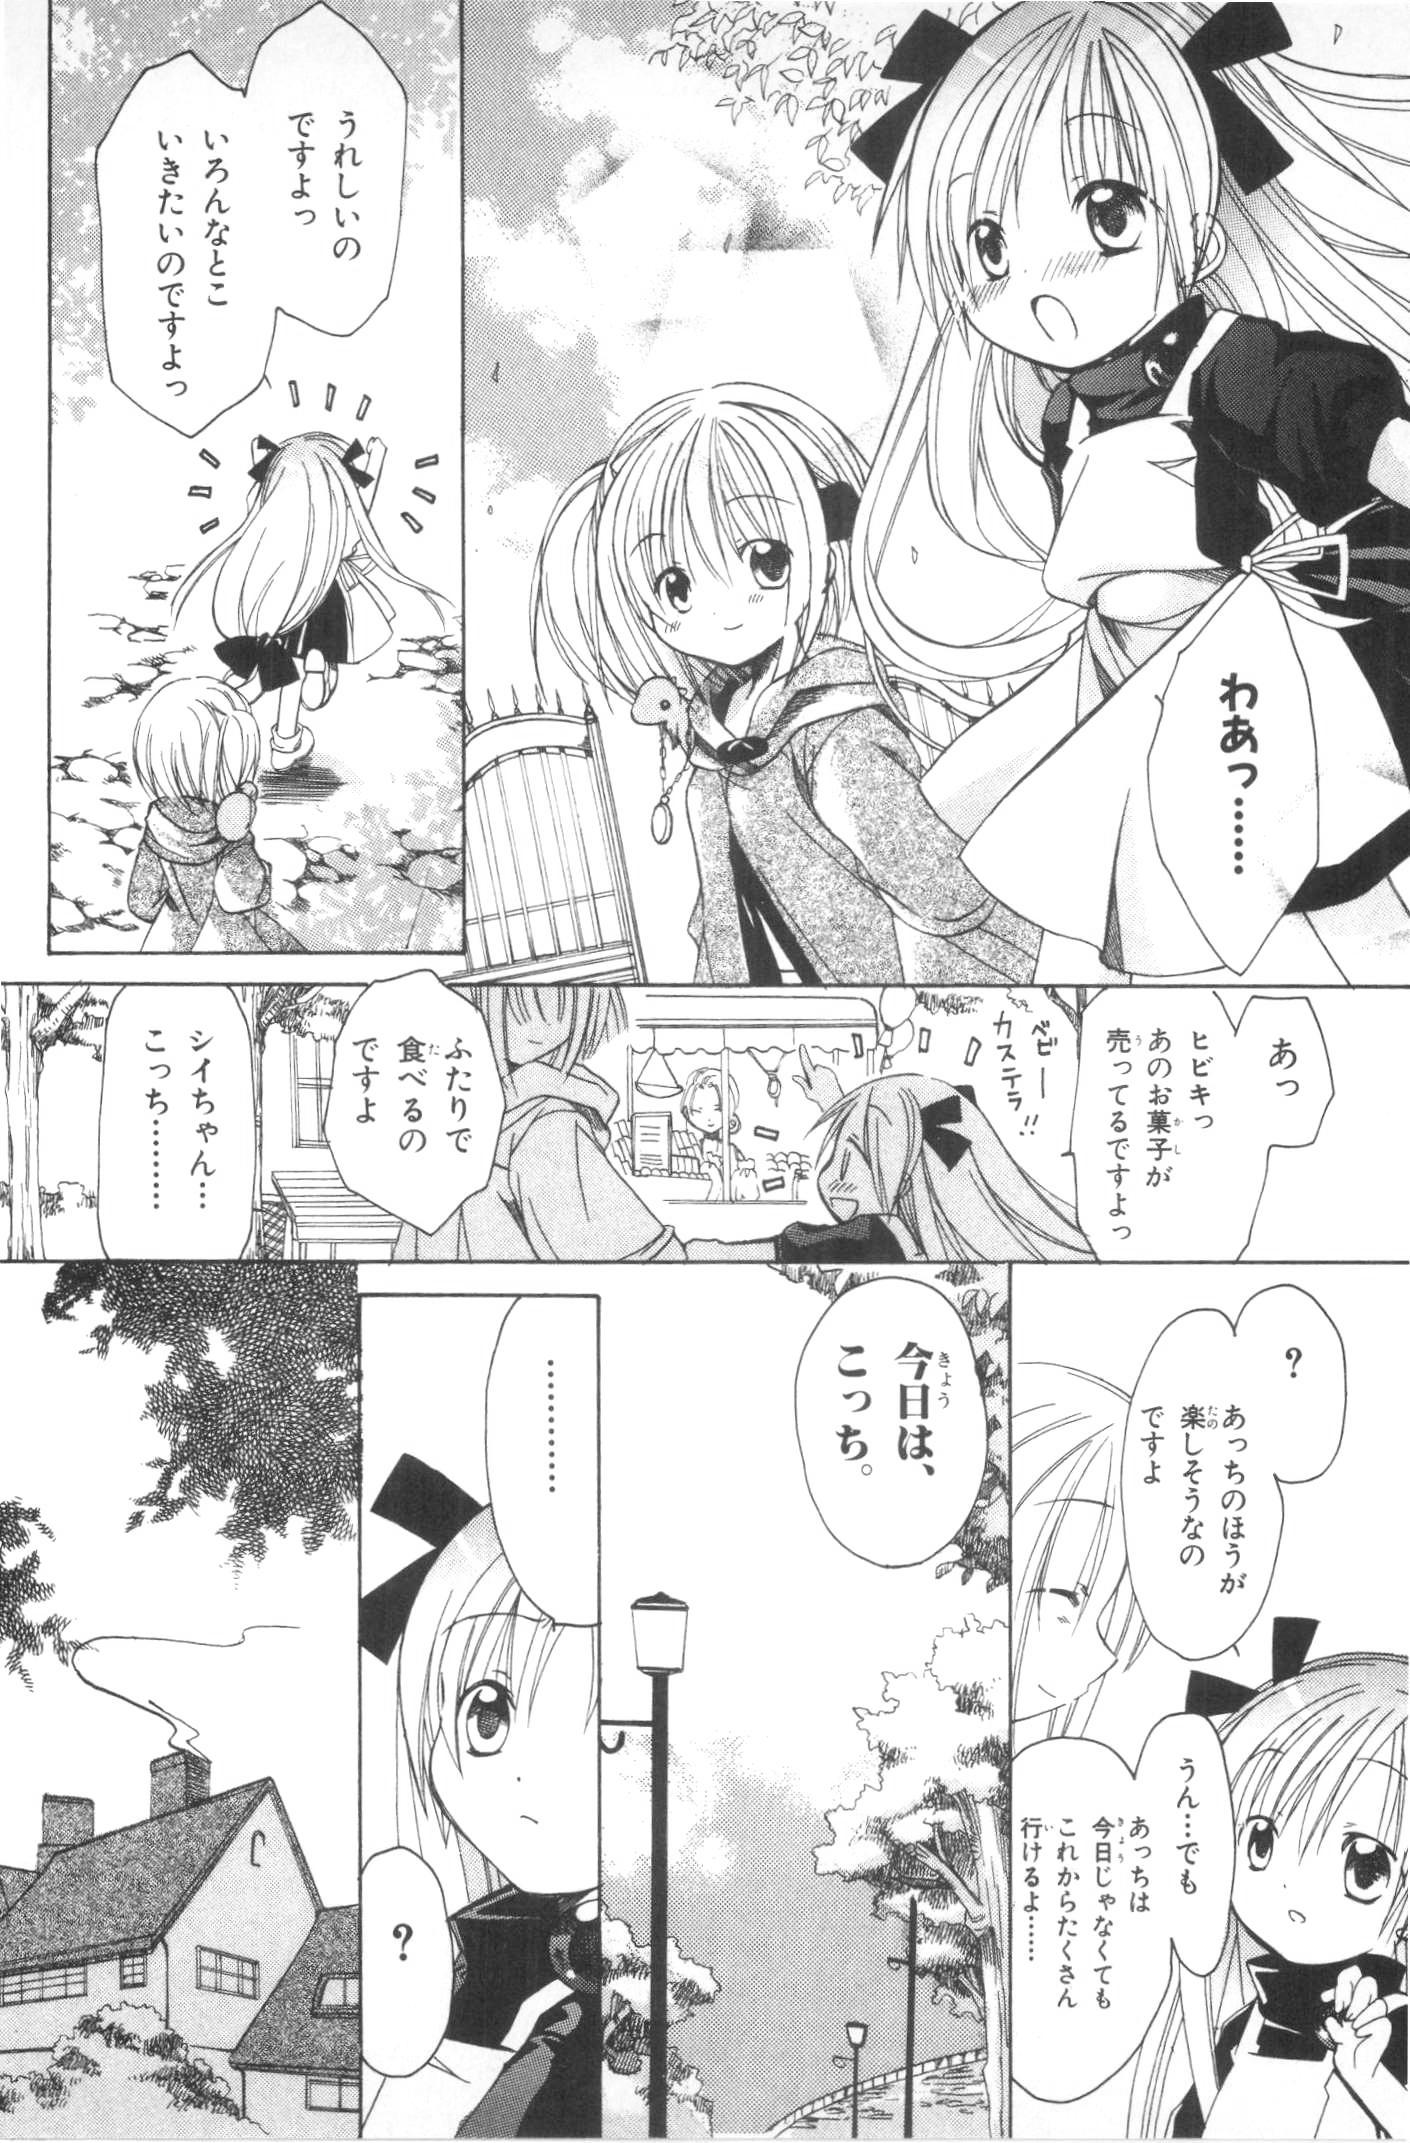 わあっ……
うれしいの
ですよっ
いろんなとこ
いきたいのですよっ
あっ
ヒビキっ
あのお菓子が
売ってるですよっ
ベビー
カステラ!!
ふたりで
食べるの
ですよ
シイちゃん…
こっち…………
?
あっちのほうが
楽しそうなの
ですよ
うん…でも
あっちは
今日じゃなくても
これからたくさん
行けるよ……
今日は、
こっち。
…………
?